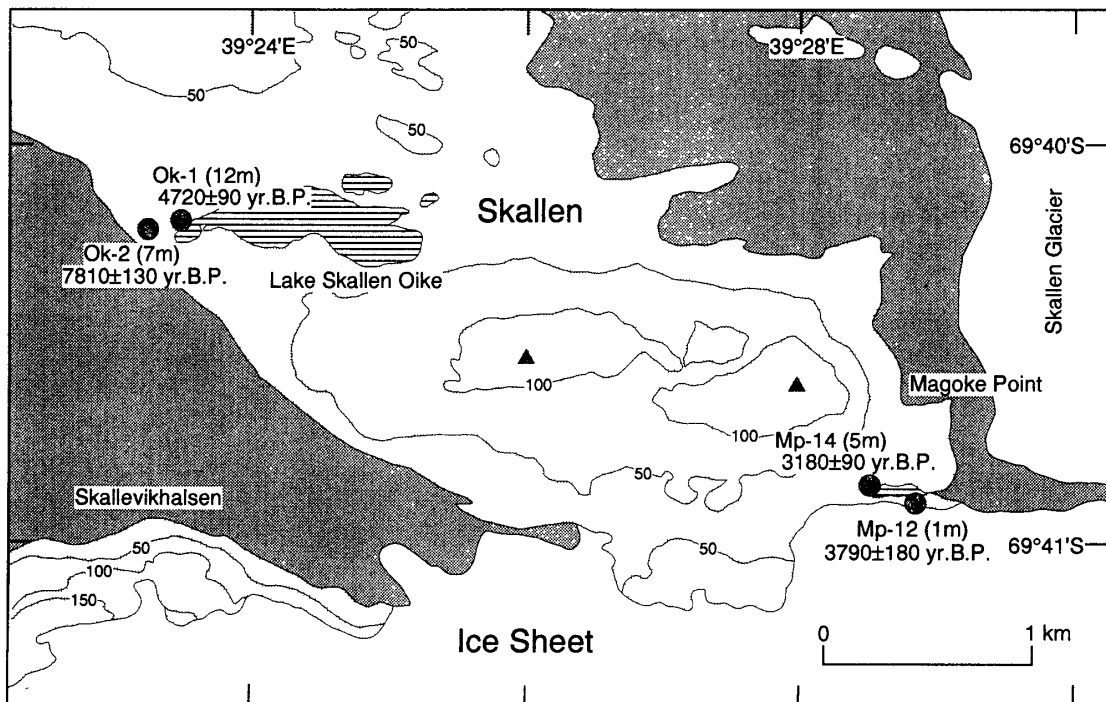 39°24'E
39°28'E
50
50
50
69°40'S
Ok-1 (12m)
4720±90 yr.B.P.
Skallen
Ok-2 (7m)
7810±130 yr.B.P.
Lake Skallen Oike
Skallen Glacier
100
Magoke Point
100
Mp-14 (5m)
3180±90 yr.B.P.
50
Skallevikhalsen
Mp-12 (1m)
3790±180 yr.B.P.
69°41'S
50
50
100
150
Ice Sheet
0 1 km